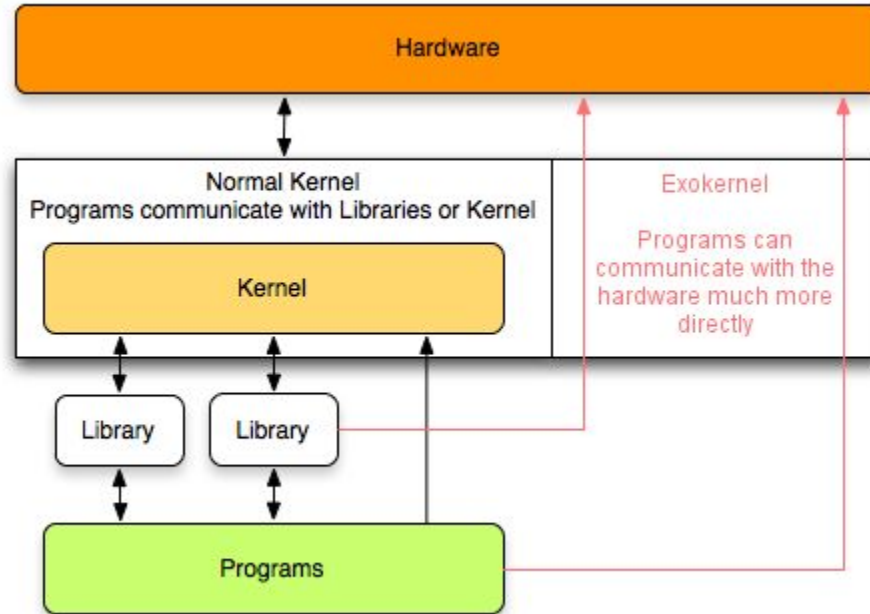 Hardware
Normal Kernel
Programs communicate with Libraries or Kernel
Kernel
Exokernel
Programs can
communicate with the
hardware much more
directly
Library
Library
Programs